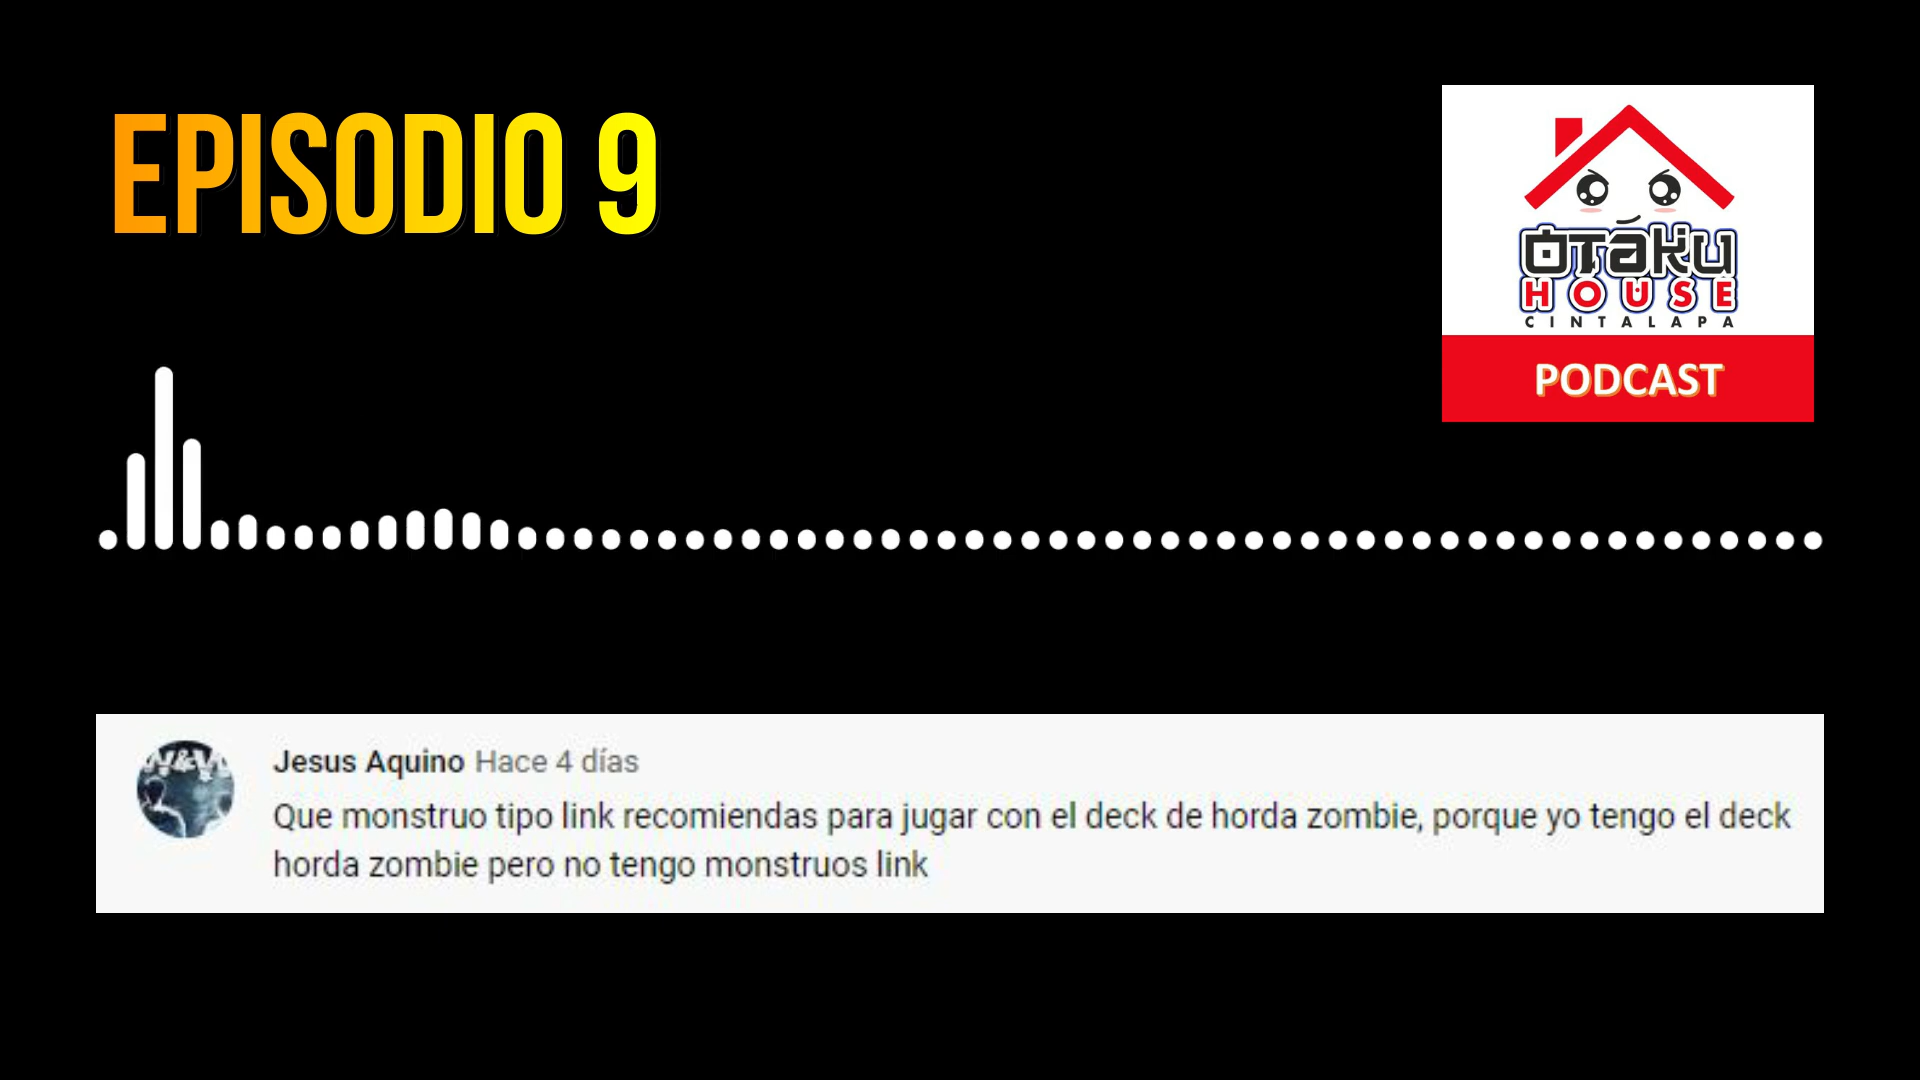 EPISODIO 9
OTAKU
HOUSE
CINTALAPA
PODCAST
Jesus Aquino Hace 4 días
Que monstruo tipo link recomiendas para jugar con el deck de horda zombie, porque yo tengo el deck
horda zombie pero no tengo monstruos link